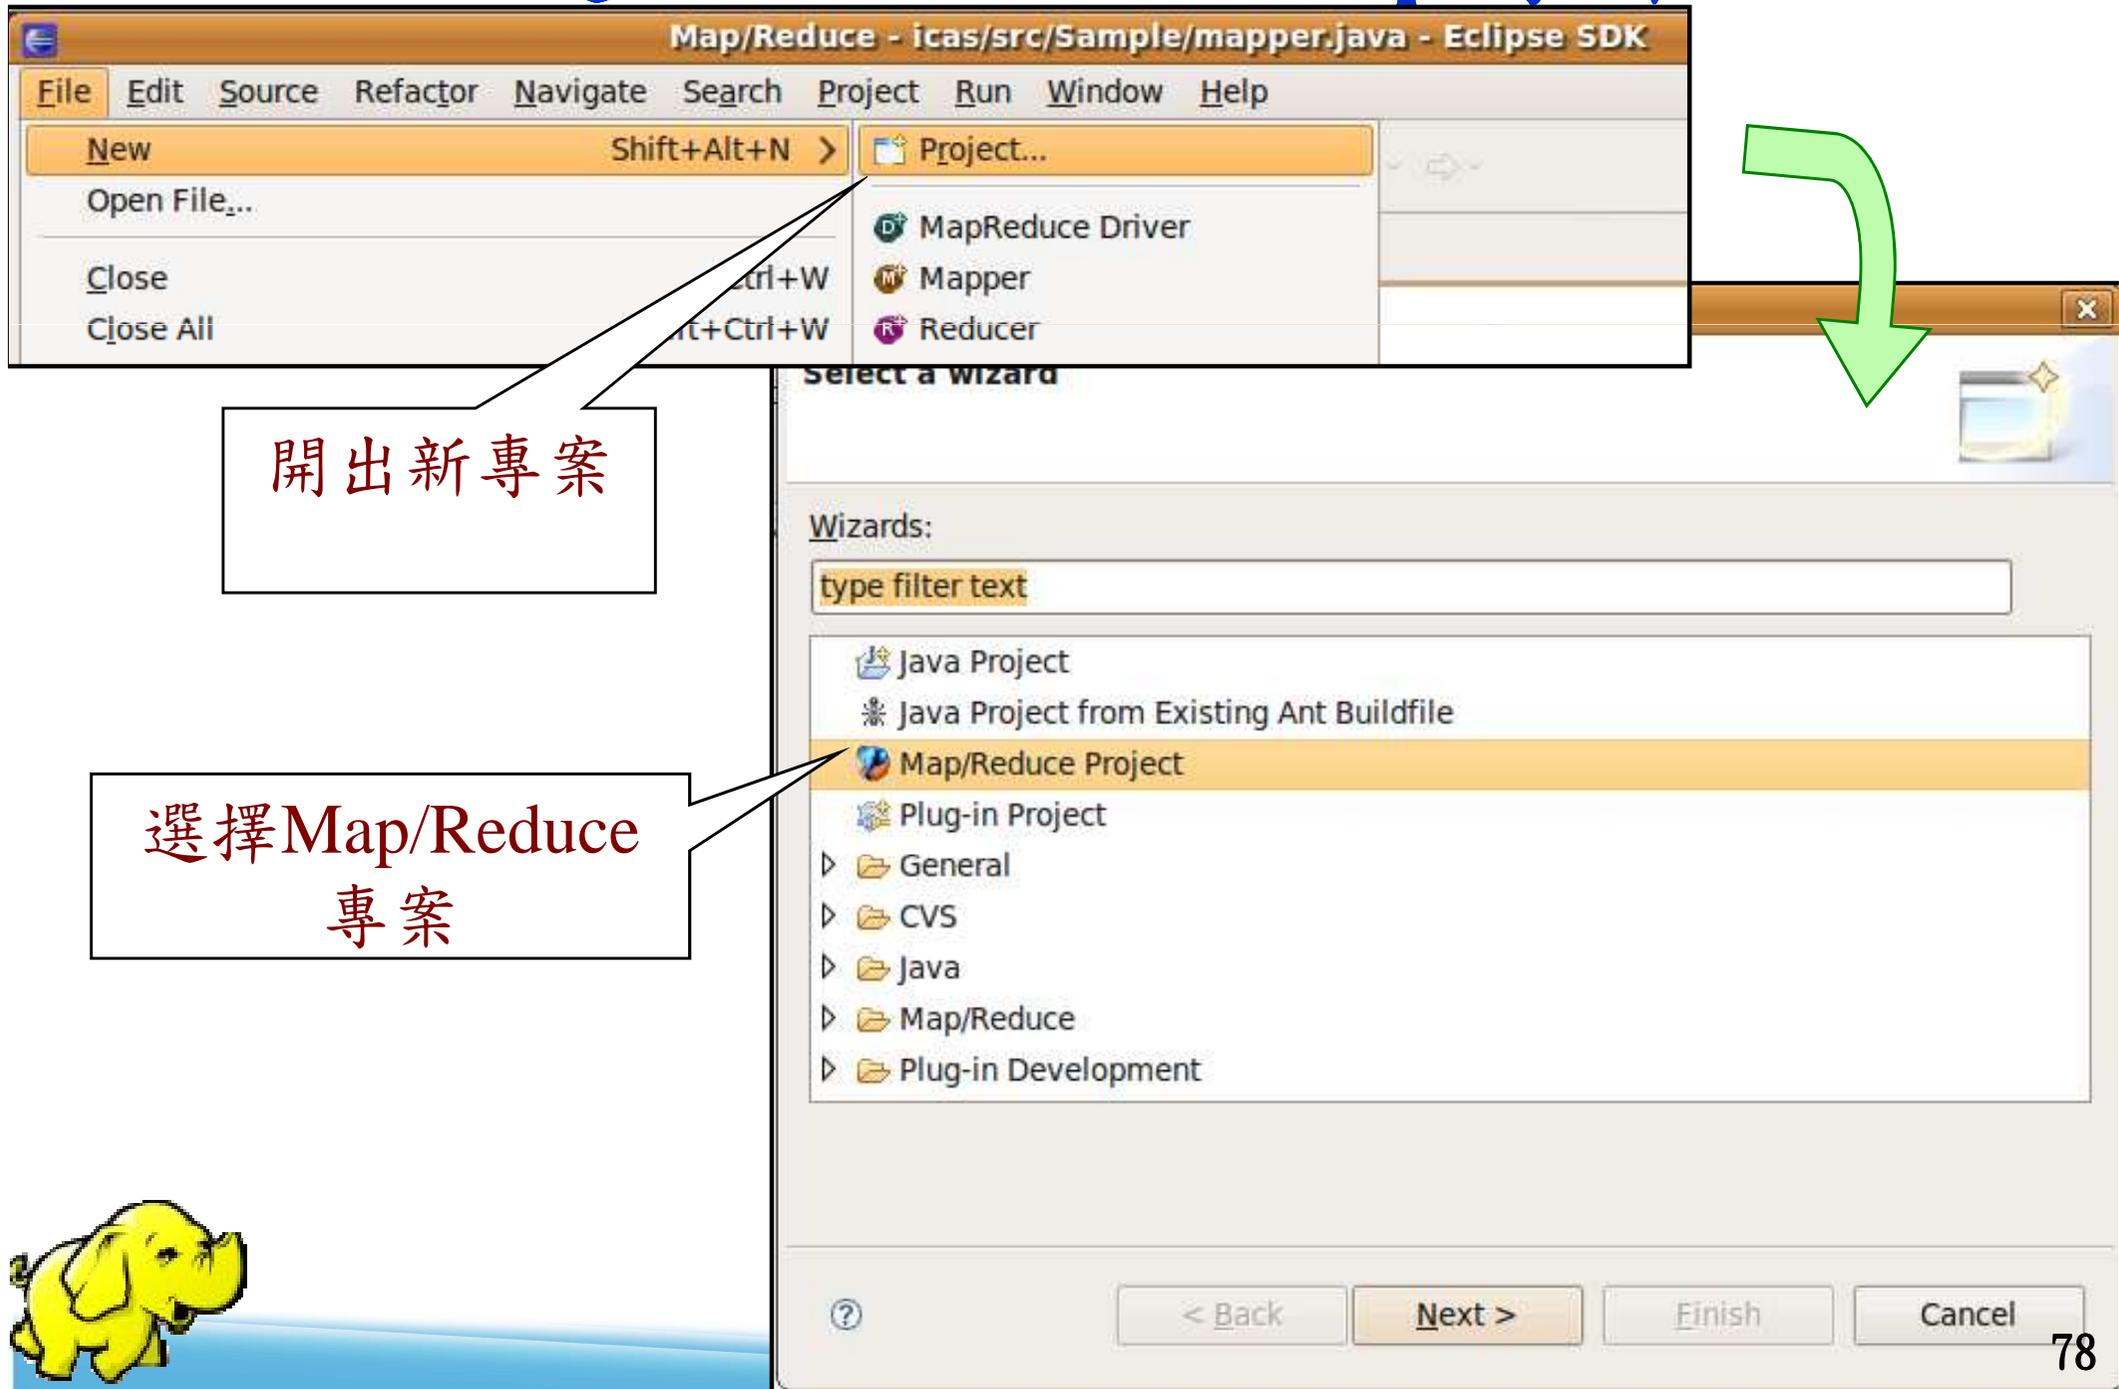 Map/Reduce - icas/src/Sample/mapper.java - Eclipse SDK
File Edit Source Refactor Navigate Search Project Run Window Help
New Shift+Alt+N
Project...
Open File...
MapReduce Driver
Close trl+W
Mapper
Close All t+Ctrl+W
Reducer
Select a wizard
開出新專案
Wizards:
type filter text
Java Project
Java Project from Existing Ant Buildfile
Map/Reduce Project
Plug-in Project
選擇Map/Reduce
專案
General
CVS
Java
Map/Reduce
Plug-in Development
< Back Next > Finish Cancel
78